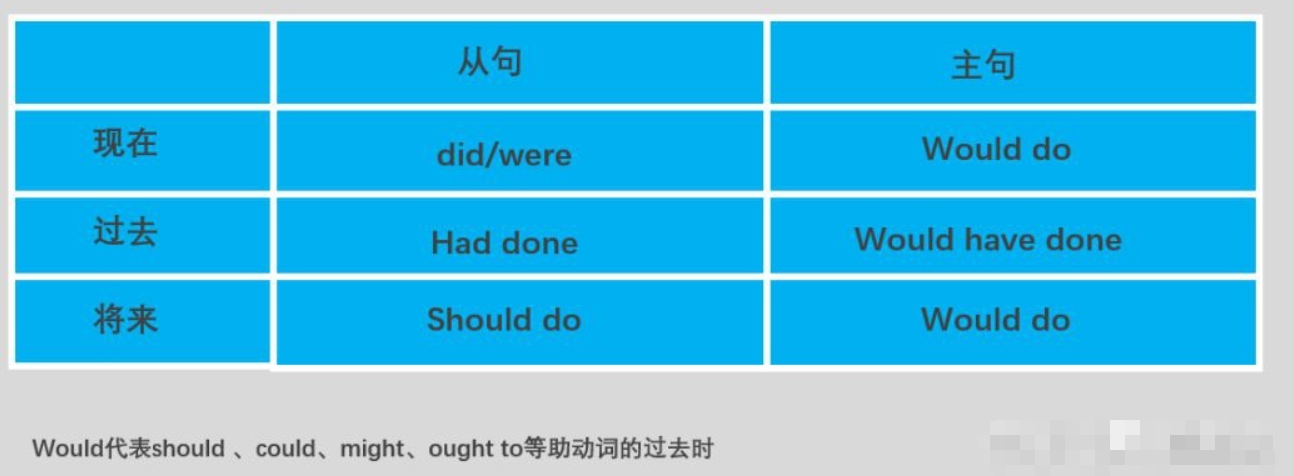 从句 主句
现在 did/were Would do
过去 Had done Would have done
将来 Should do Would do
Would代表should 、could、might、ought to等助动词的过去时